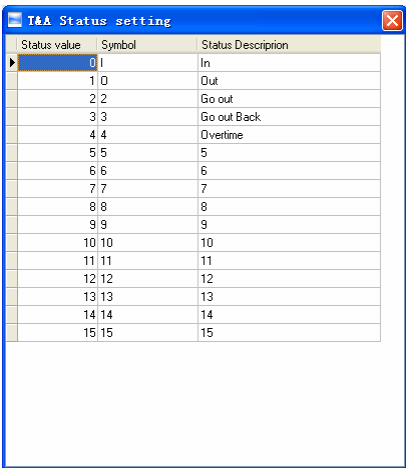 T&A Status setting
Status value Symbol Status Descriprion
0 I In
1 O Out
2 2 Go out
3 3 Go out Back
4 4 Overtime
5 5 5
6 6 6
7 7 7
8 8 8
9 9 9
10 10 10
11 11 11
12 12 12
13 13 13
14 14 14
15 15 15